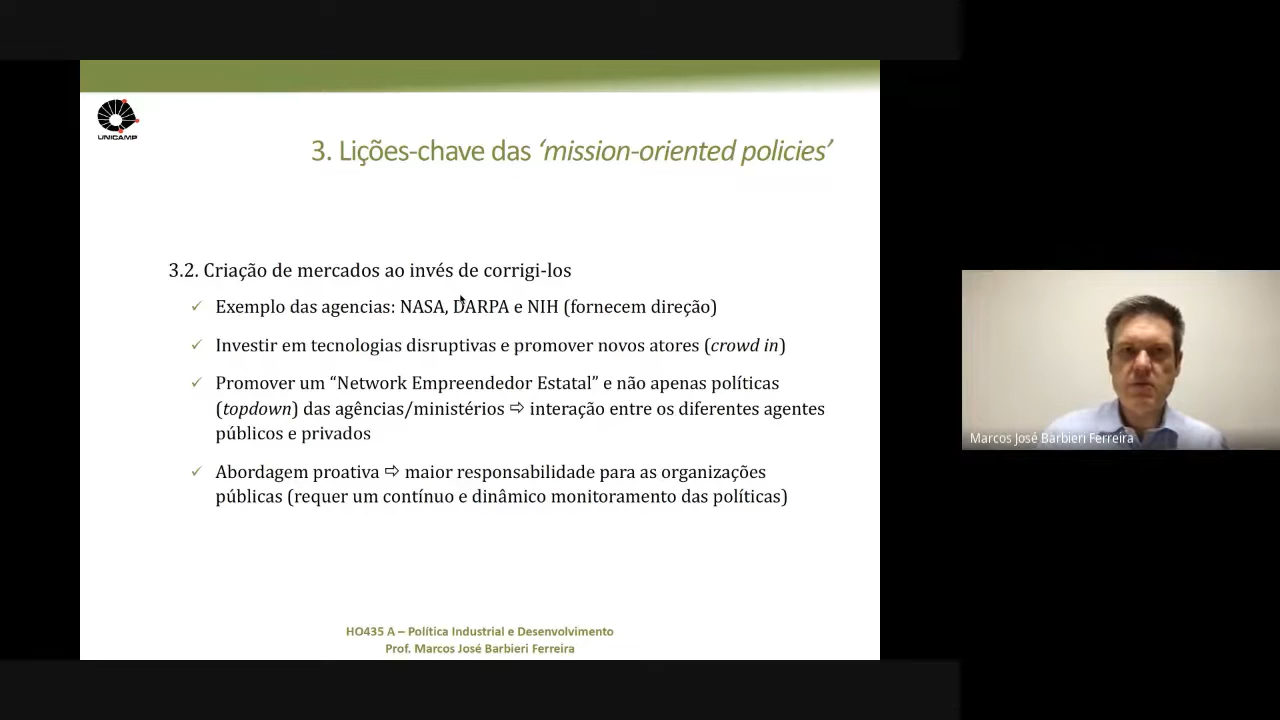 UNICAMP
3. Lições-chave das ‘mission-oriented policies’
3.2. Criação de mercados ao invés de corrigi-los
✓ Exemplo das agencias: NASA, DARPA e NIH (fornecem direção)
✓ Investir em tecnologias disruptivas e promover novos atores (crowd in)
✓ Promover um “Network Empreendedor Estatal” e não apenas políticas
(topdown) das agências/ministérios ⇨ interação entre os diferentes agentes
públicos e privados
✓ Abordagem proativa ⇨ maior responsabilidade para as organizações
públicas (requer um contínuo e dinâmico monitoramento das políticas)
HO435 A – Política Industrial e Desenvolvimento
Prof. Marcos José Barbieri Ferreira
Marcos José Barbieri Ferreira